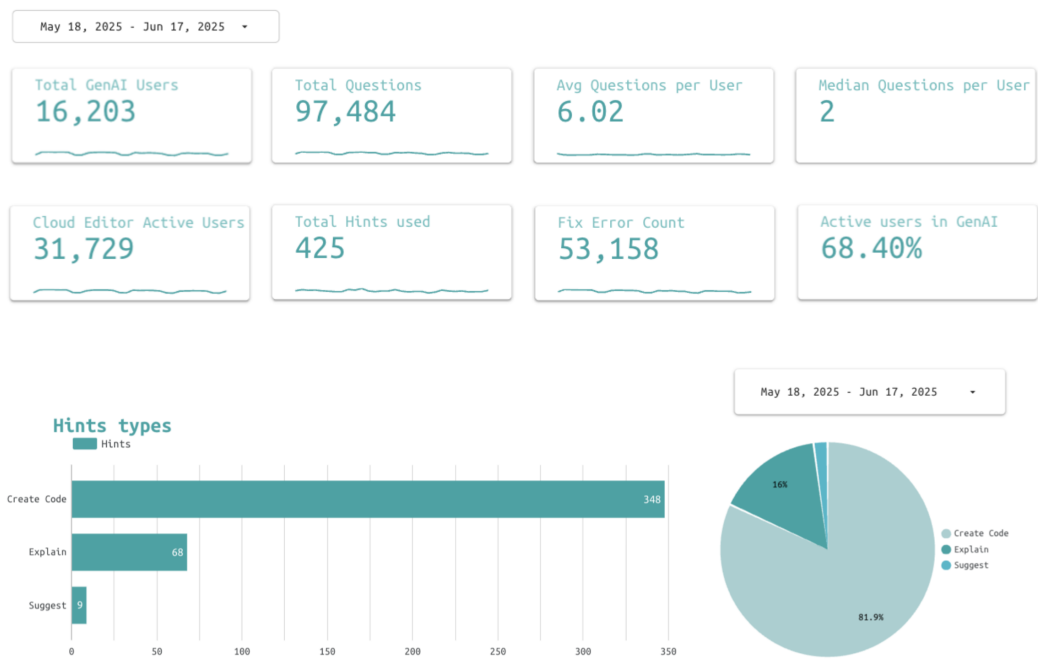 May 18, 2025 - Jun 17, 2025
Total GenAI Users
16,203
Total Questions
97,484
Avg Questions per User
6.02
Median Questions per User
2
Cloud Editor Active Users
31,729
Total Hints used
425
Fix Error Count
53,158
Active users in GenAI
68.40%
May 18, 2025 - Jun 17, 2025
Hints types
Hints
Create Code
348
Explain
68
Suggest
9
0 50 100 150 200 250 300 350
16%
81.9%
Create Code
Explain
Suggest